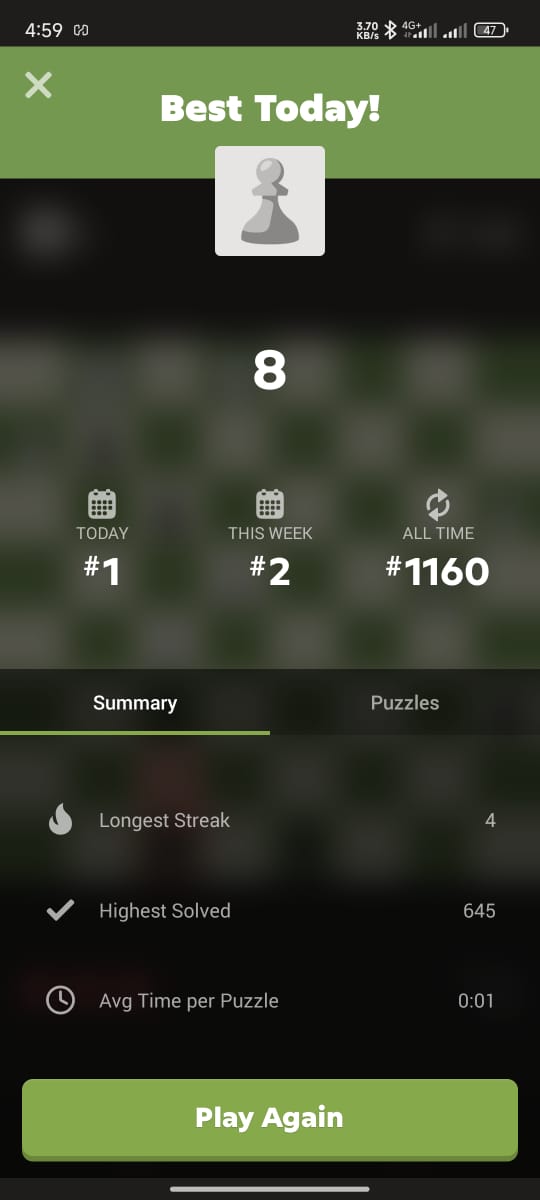 4:59
3.70
KB/s
4G+
47
Best Today!
8
TODAY
THIS WEEK
ALL TIME
#1
#2
#1160
Summary
Puzzles
Longest Streak
4
Highest Solved
645
Avg Time per Puzzle
0:01
Play Again